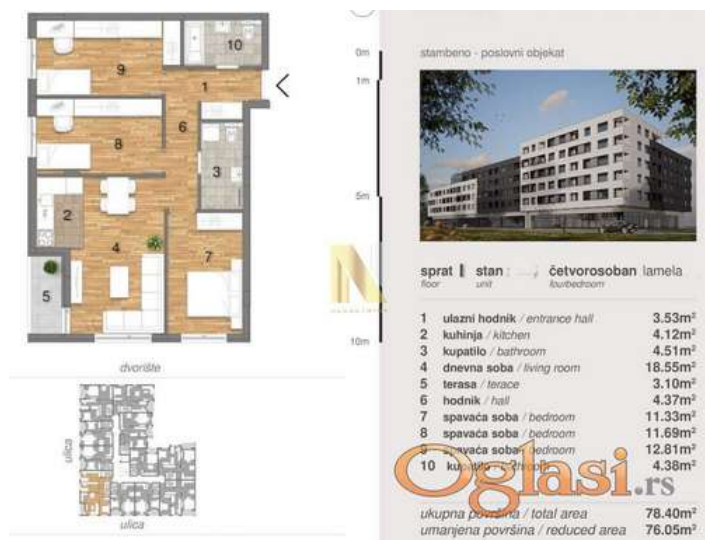 10
9
1
6
8
3
2
4
7
5
dvorište
ulica
ulica
0m
1m
5m
10m
N
stambeno - poslovni objekat
sprat stan četvorosoban lamela
floor unit fourbedroom
1 ulazni hodnik / entrance hall 3.53m²
2 kuhinja / kitchen 4.12m²
3 kupatilo / bathroom 4.51m²
4 dnevna soba / living room 18.55m²
5 terasa / terace 3.10m²
6 hodnik / hall 4.37m²
7 spavaća soba / bedroom 11.33m²
8 spavaća soba / bedroom 11.69m²
9 spavaća soba / bedroom 12.81m²
10 kupatilo / bathroom 4.38m²
Oglasi.rs
ukupna površina / total area 78.40m²
umanjena površina / reduced area 76.05m²